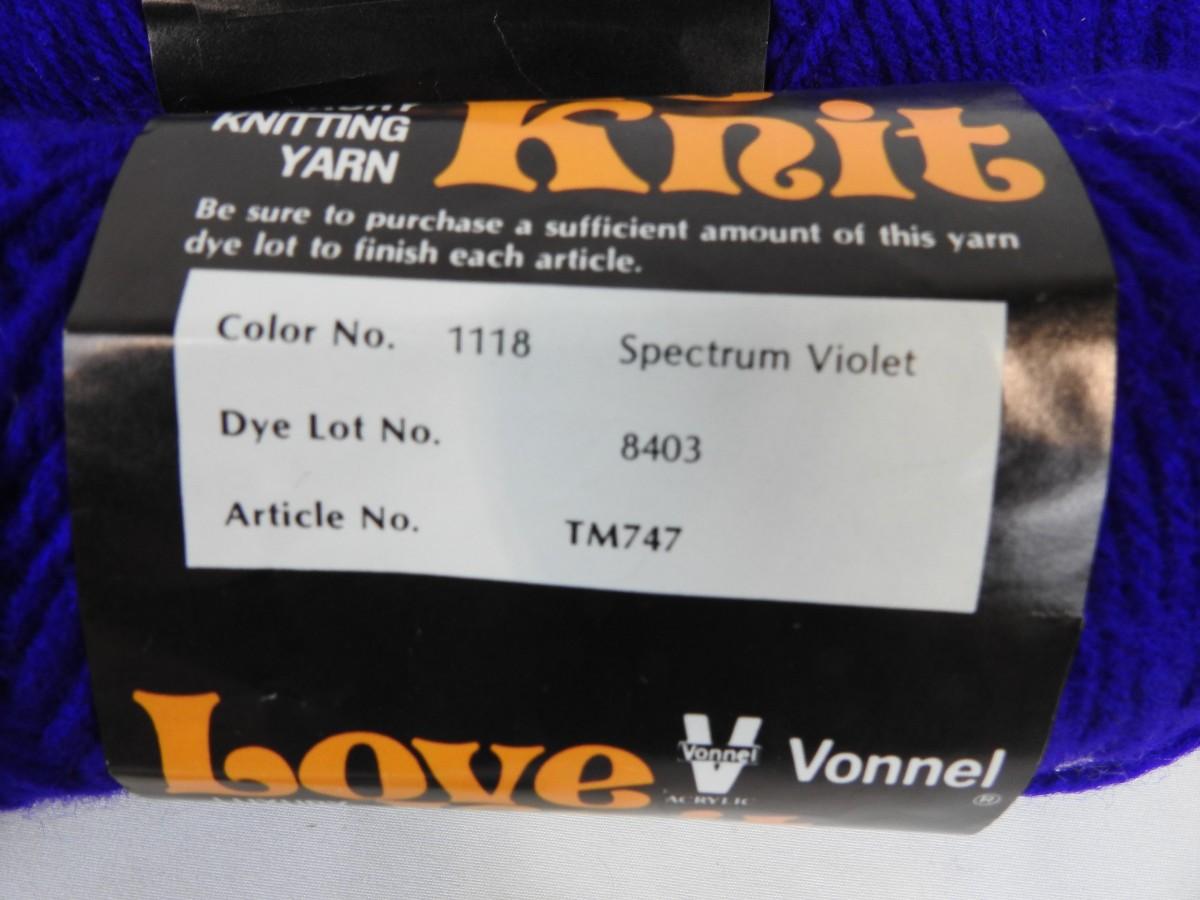 KNITTING
YARN
Knit
Be sure to purchase a sufficient amount of this yarn
dye lot to finish each article.
Color No. 1118 Spectrum Violet
Dye Lot No. 8403
Article No. TM747
Love
Vonnel
ACRYLIC
Vonnel ®